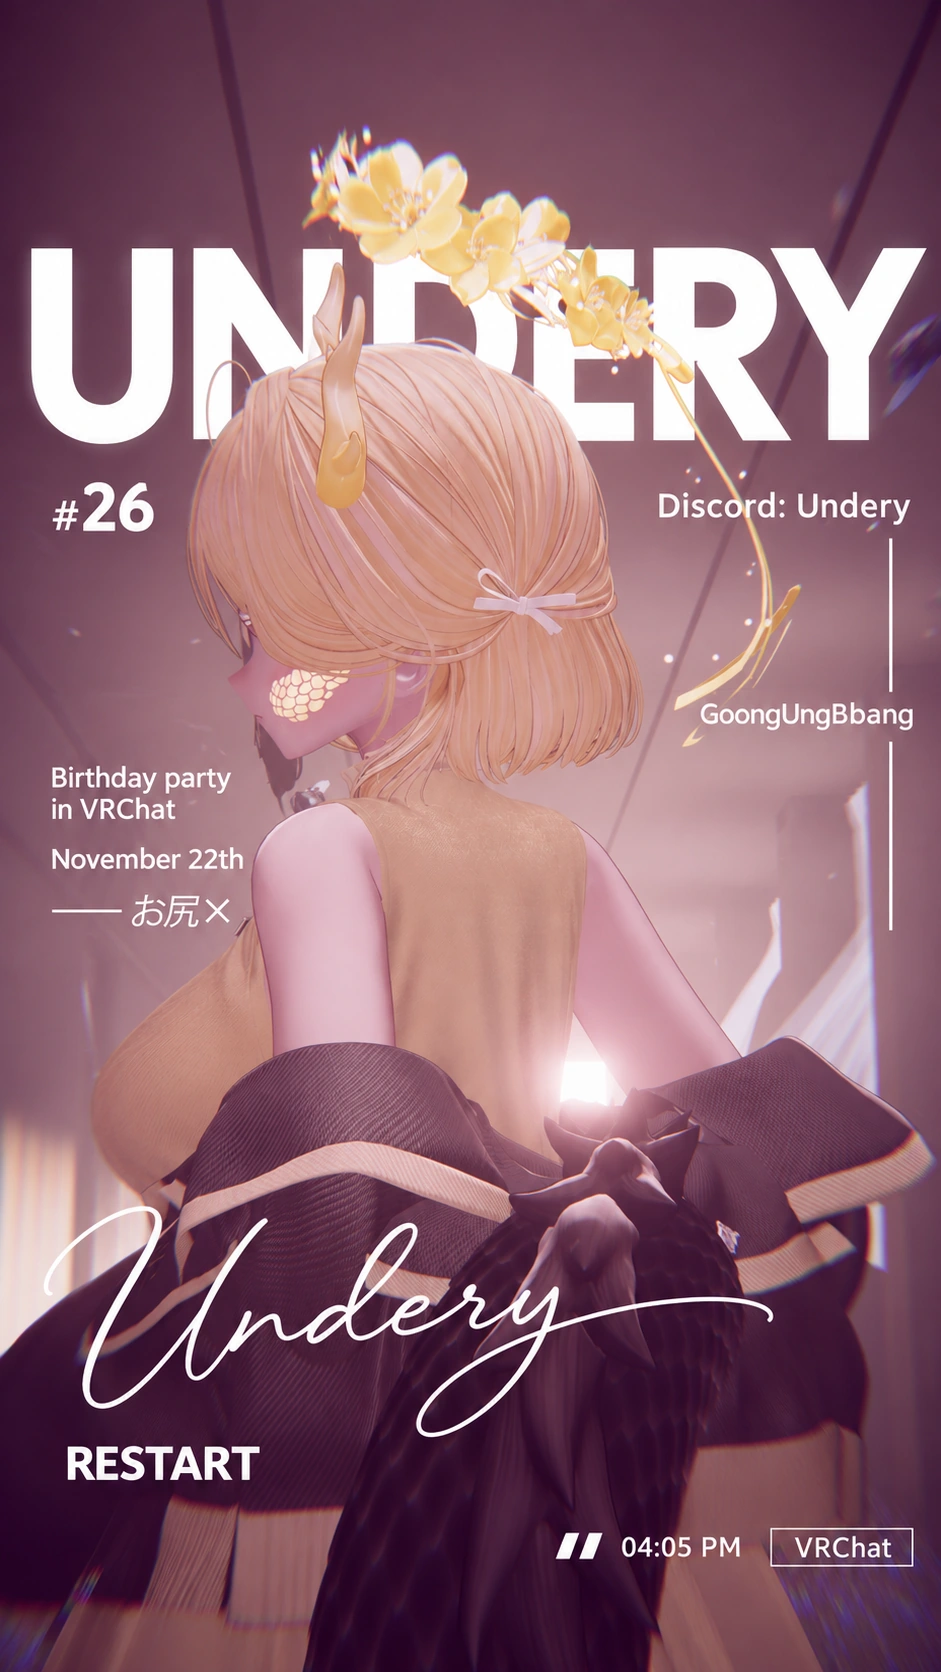 UNDERY
#26
Discord: Undery
GoongUngBbang
Birthday party
in VRChat
November 22th
お尻×
Undery
RESTART
04:05 PM
VRChat